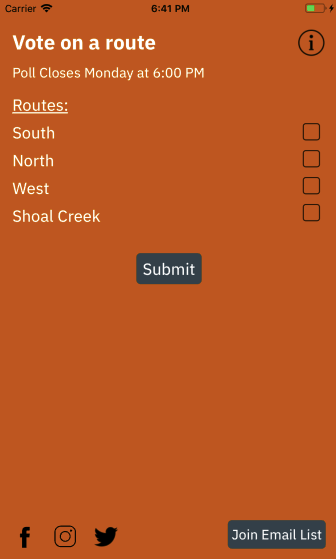 Carrier 6:41 PM
Vote on a route
Poll Closes Monday at 6:00 PM
Routes:
South
North
West
Shoal Creek
Submit
Join Email List